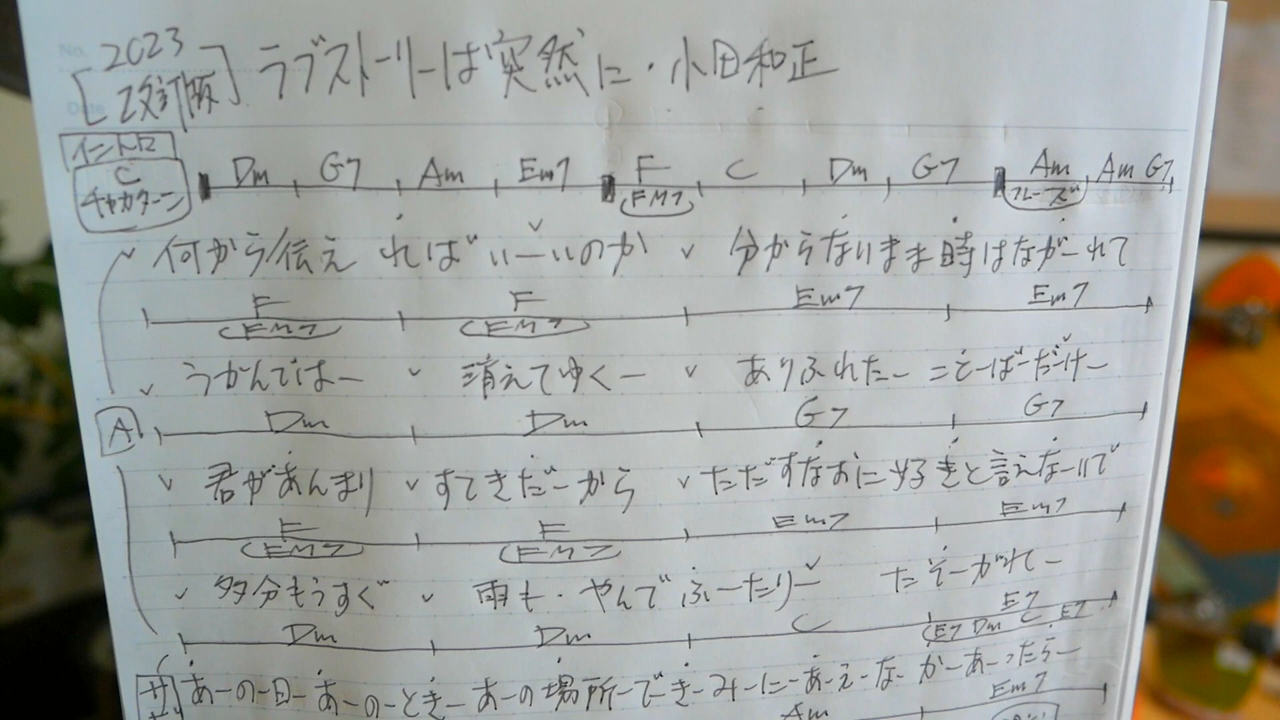 2023
[改訂版] ラブストーリーは突然に・小田和正
イントロ
C
チャカターン
Dm G7 Am Em7 F C Dm G7 Am Am G7
FM7 フレーズ
何から伝え ればいーいのか 分からないまま時はながーれて
F F Em7 Em7
(FM7) (FM7)
うかんではー 消えてゆくー ありふれたー ことーばーだけー
A
Dm Dm G7 G7
君があんまり すてきだーから ただすなおに好きと言えなーいで
F F Em7 Em7
(FM7) (FM7)
多分もうすぐ 雨も・やんで ふーたりー たそーがれー
Dm Dm C E7
(E7 Dm C E7
サ
あーのー日ーあーのーときーあーの場所ーでーきーみーにーあーえーなーかーあーったらー
Am Em7